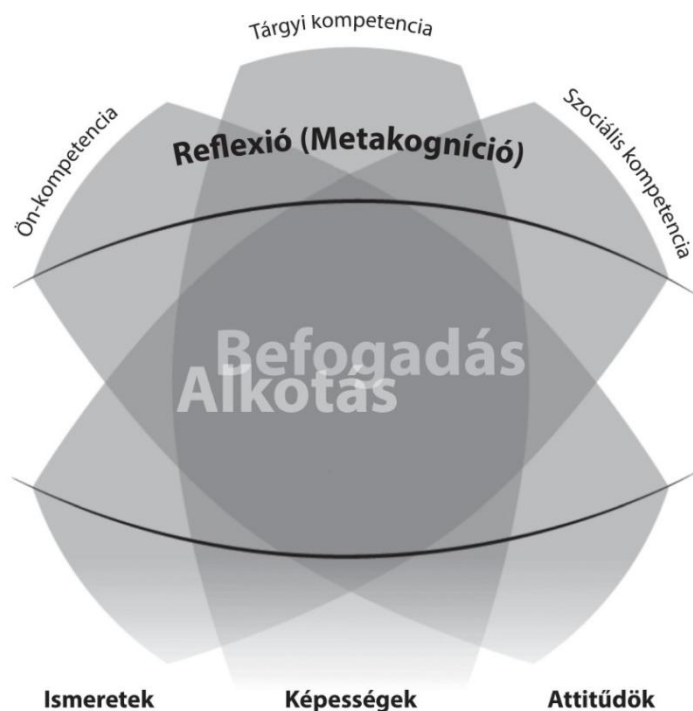 Tárgyi kompetencia
Ön-kompetencia
Szociális kompetencia
Reflexió (Metakogníció)
Befogadás
Alkotás
Ismeretek
Képességek
Attitűdök